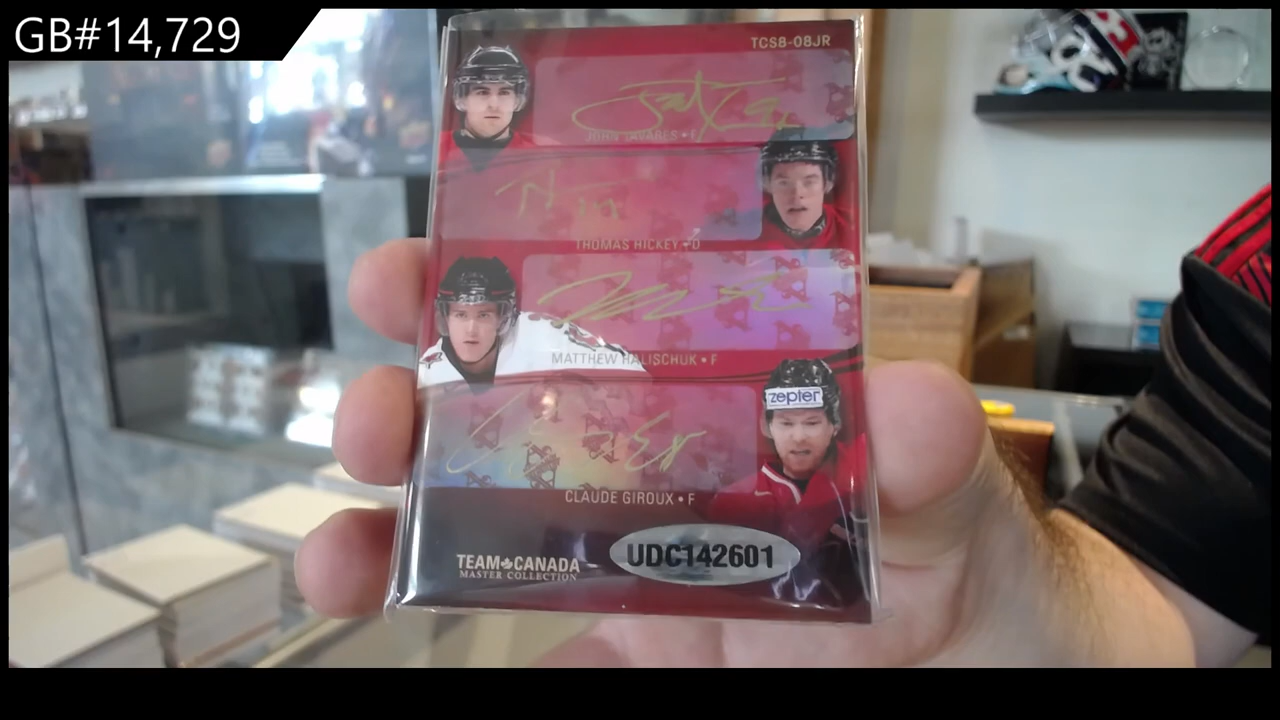 GB#14,729
TCS8-08JR
JOHN TAVARES • F
THOMAS HICKEY • D
MATTHEW HALISCHUK • F
zepter
CLAUDE GIROUX • F
TEAM CANADA
MASTER COLLECTION
UDC142601